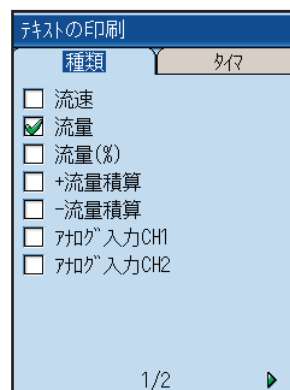 ﾃｷｽﾄの印刷
種類 ﾀｲﾏ
流速
流量
流量(%)
+流量積算
-流量積算
ｱﾅﾛｸﾞ入力CH1
ｱﾅﾛｸﾞ入力CH2
1/2